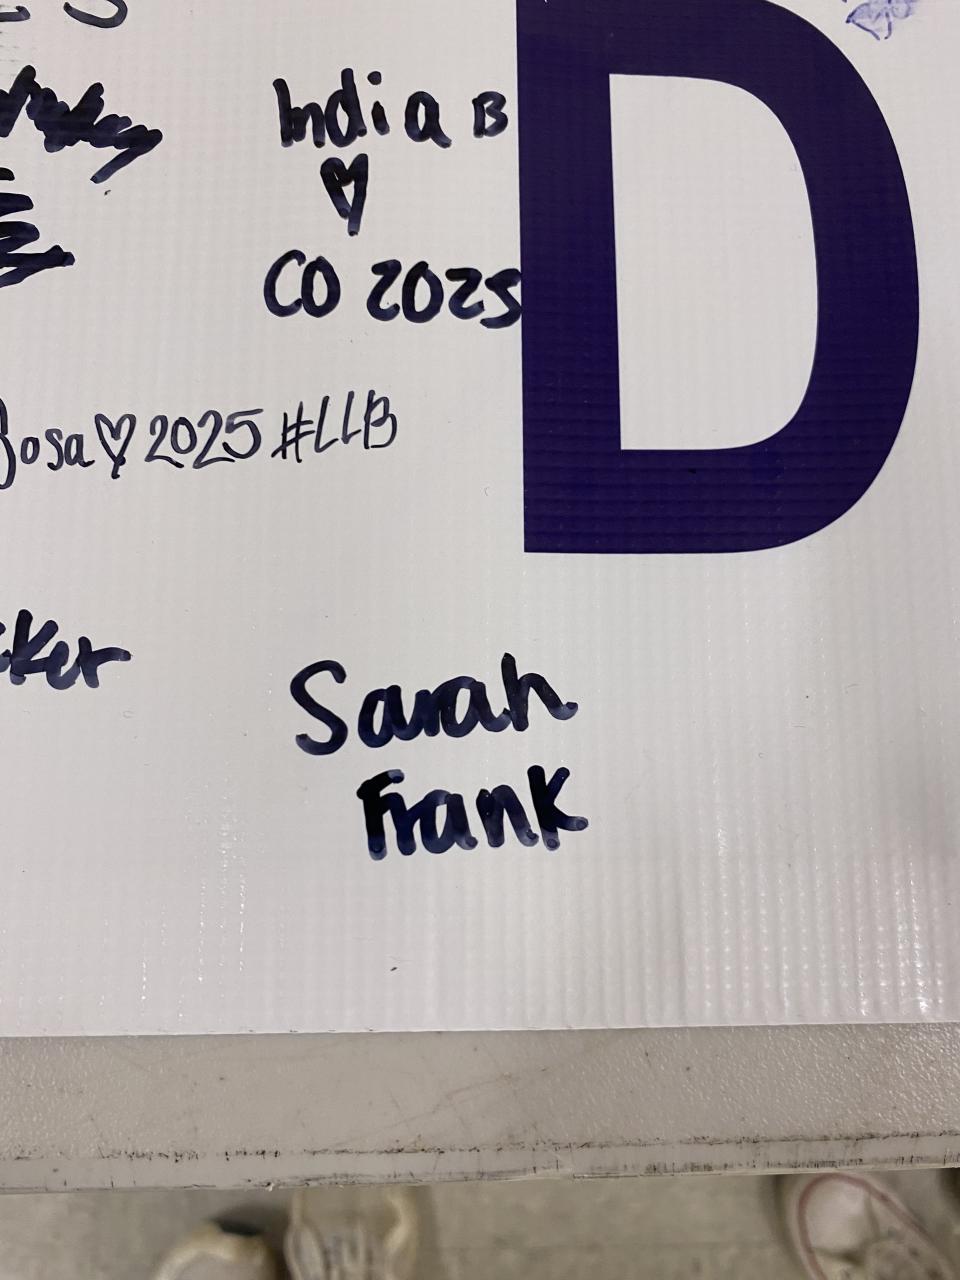 India B
♡
CO 2025
D
osa ♡ 2025 #LLB
ker
Sarah
Frank